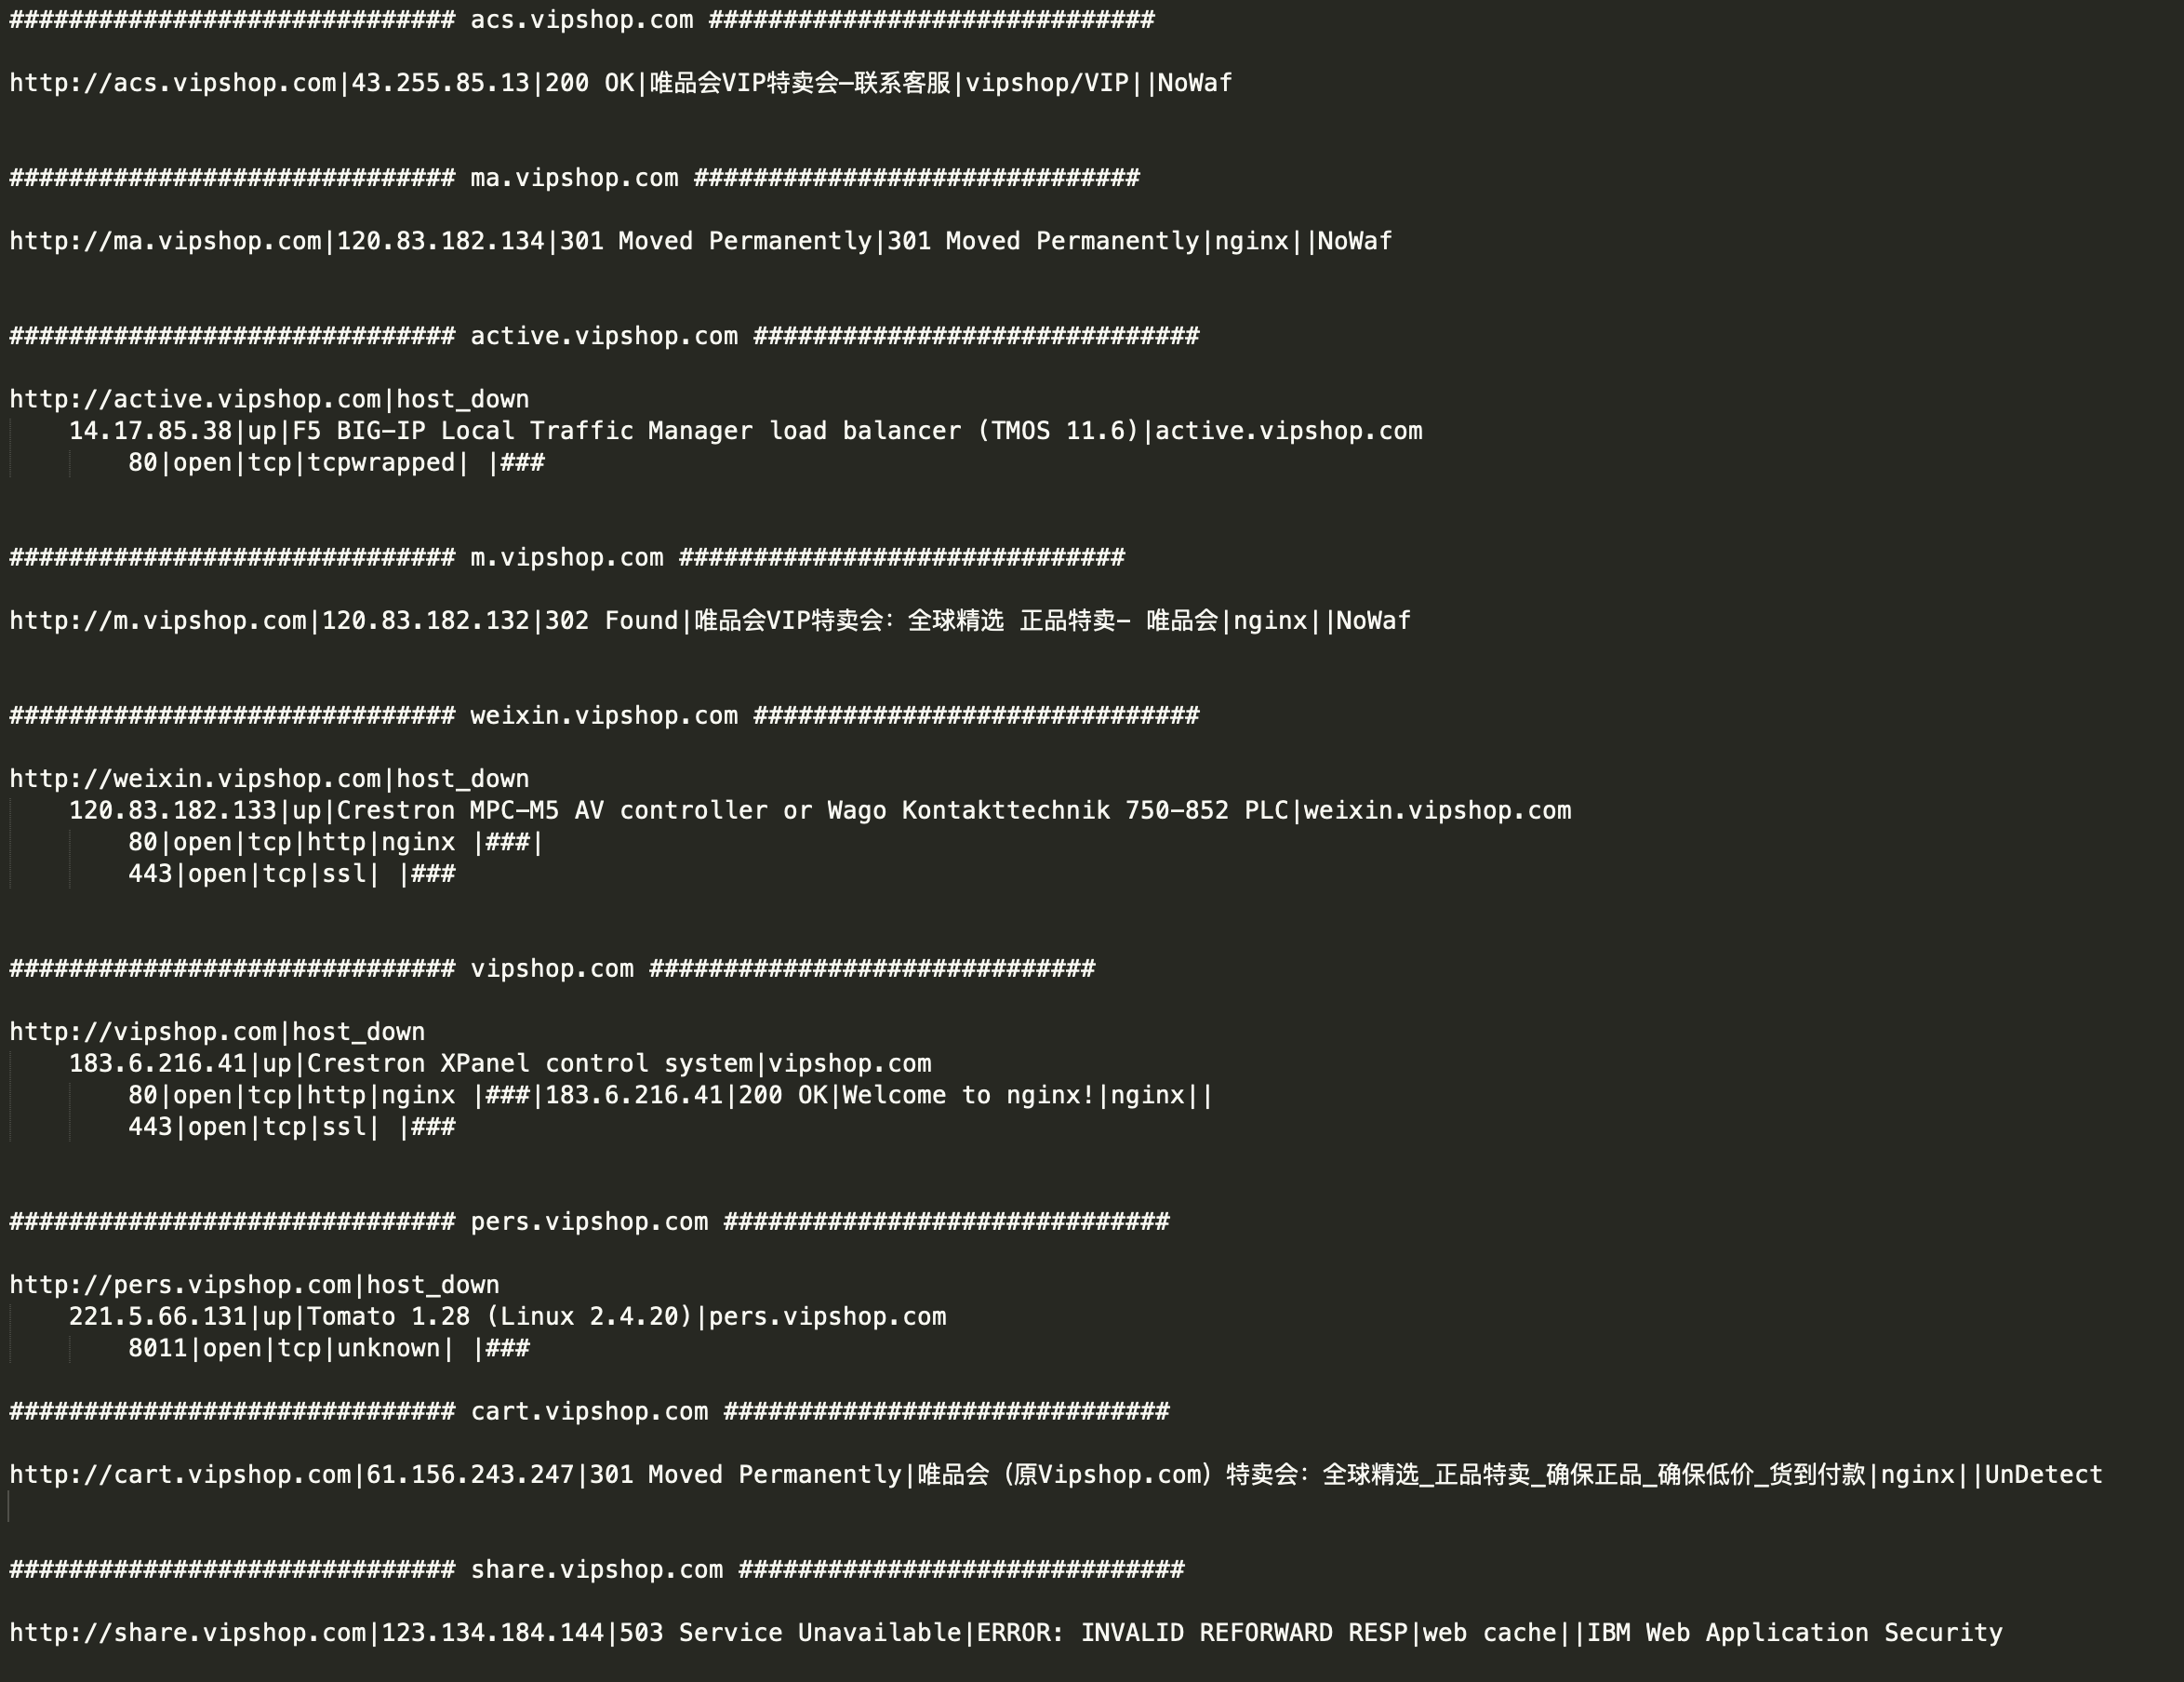 ############################## acs.vipshop.com ##############################
http://acs.vipshop.com|43.255.85.13|200 OK|唯品会VIP特卖会—联系客服|vipshop/VIP||NoWaf
############################## ma.vipshop.com ##############################
http://ma.vipshop.com|120.83.182.134|301 Moved Permanently|301 Moved Permanently|nginx||NoWaf
############################## active.vipshop.com ##############################
http://active.vipshop.com|host_down
14.17.85.38|up|F5 BIG-IP Local Traffic Manager load balancer (TMOS 11.6)|active.vipshop.com
80|open|tcp|tcpwrapped| |###
############################## m.vipshop.com ##############################
http://m.vipshop.com|120.83.182.132|302 Found|唯品会VIP特卖会：全球精选 正品特卖- 唯品会|nginx||NoWaf
############################## weixin.vipshop.com ##############################
http://weixin.vipshop.com|host_down
120.83.182.133|up|Crestron MPC-M5 AV controller or Wago Kontakttechnik 750-852 PLC|weixin.vipshop.com
80|open|tcp|http|nginx |###|
443|open|tcp|ssl| |###
############################## vipshop.com ##############################
http://vipshop.com|host_down
183.6.216.41|up|Crestron XPanel control system|vipshop.com
80|open|tcp|http|nginx |###|183.6.216.41|200 OK|Welcome to nginx!|nginx||
443|open|tcp|ssl| |###
############################## pers.vipshop.com ##############################
http://pers.vipshop.com|host_down
221.5.66.131|up|Tomato 1.28 (Linux 2.4.20)|pers.vipshop.com
8011|open|tcp|unknown| |###
############################## cart.vipshop.com ##############################
http://cart.vipshop.com|61.156.243.247|301 Moved Permanently|唯品会（原Vipshop.com）特卖会：全球精选_正品特卖_确保正品_确保低价_货到付款|nginx||UnDetect
############################## share.vipshop.com ##############################
http://share.vipshop.com|123.134.184.144|503 Service Unavailable|ERROR: INVALID REFORWARD RESP|web cache||IBM Web Application Security